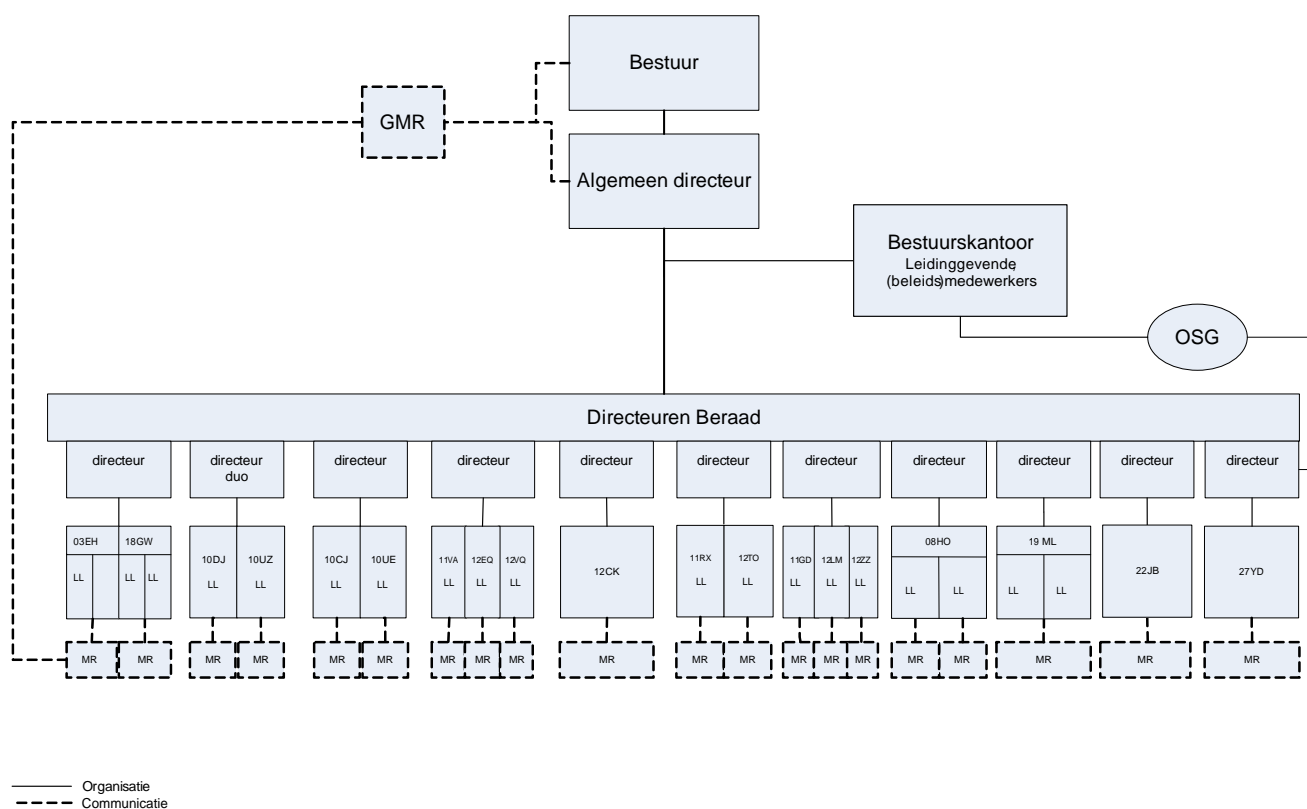 Bestuur
GMR
Algemeen directeur
Bestuurskantoor
Leidinggevende,
(beleids)medewerkers
OSG
Directeuren Beraad
directeur
directeur
duo
directeur
directeur
directeur
directeur
directeur
directeur
directeur
directeur
directeur
03EH 18GW
LL LL LL
10DJ 10UZ
LL LL
10CJ 10UE
LL LL
11VA 12EQ 12VQ
LL LL LL
12CK
11RX 12TO
LL LL
11GD 12LM 12ZZ
LL LL LL
08HO
LL LL
19 ML
LL LL
22JB
27YD
MR MR MR MR MR MR MR MR MR MR MR MR MR MR MR MR MR MR MR MR
Organisatie
Communicatie